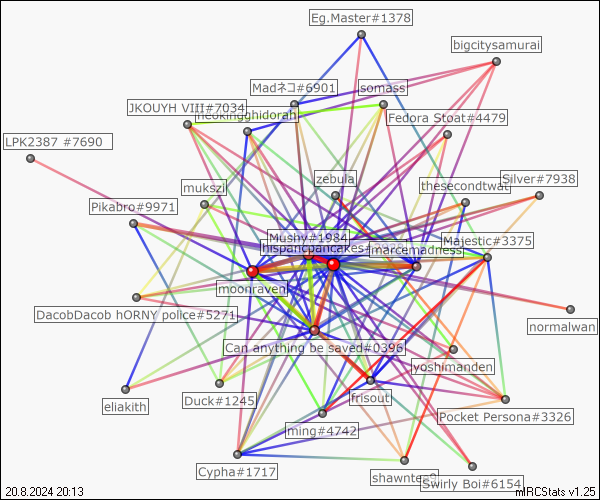 Eg.Master#1378
bigcitysamurai
Madネコ#6901
somass
JKOUYH VIII#7034
neokingghidorah
Fedora Stoat#4479
LPK2387 #7690
zebula
mukszi
thesecondtwat
Silver#7938
Pikabro#9971
Mushy#1984
Majestic#3375
hispanicpancakes
marcemadness
moonraven
DacobDacob hORNY police#5271
normalwan
Can anything be saved#0396
yoshimanden
eliakith
Duck#1245
frisout
Pocket Persona#3326
ming#4742
Cypha#1717
Swirly Boi#6154
20.8.2024 20:13
mIRCStats v1.25